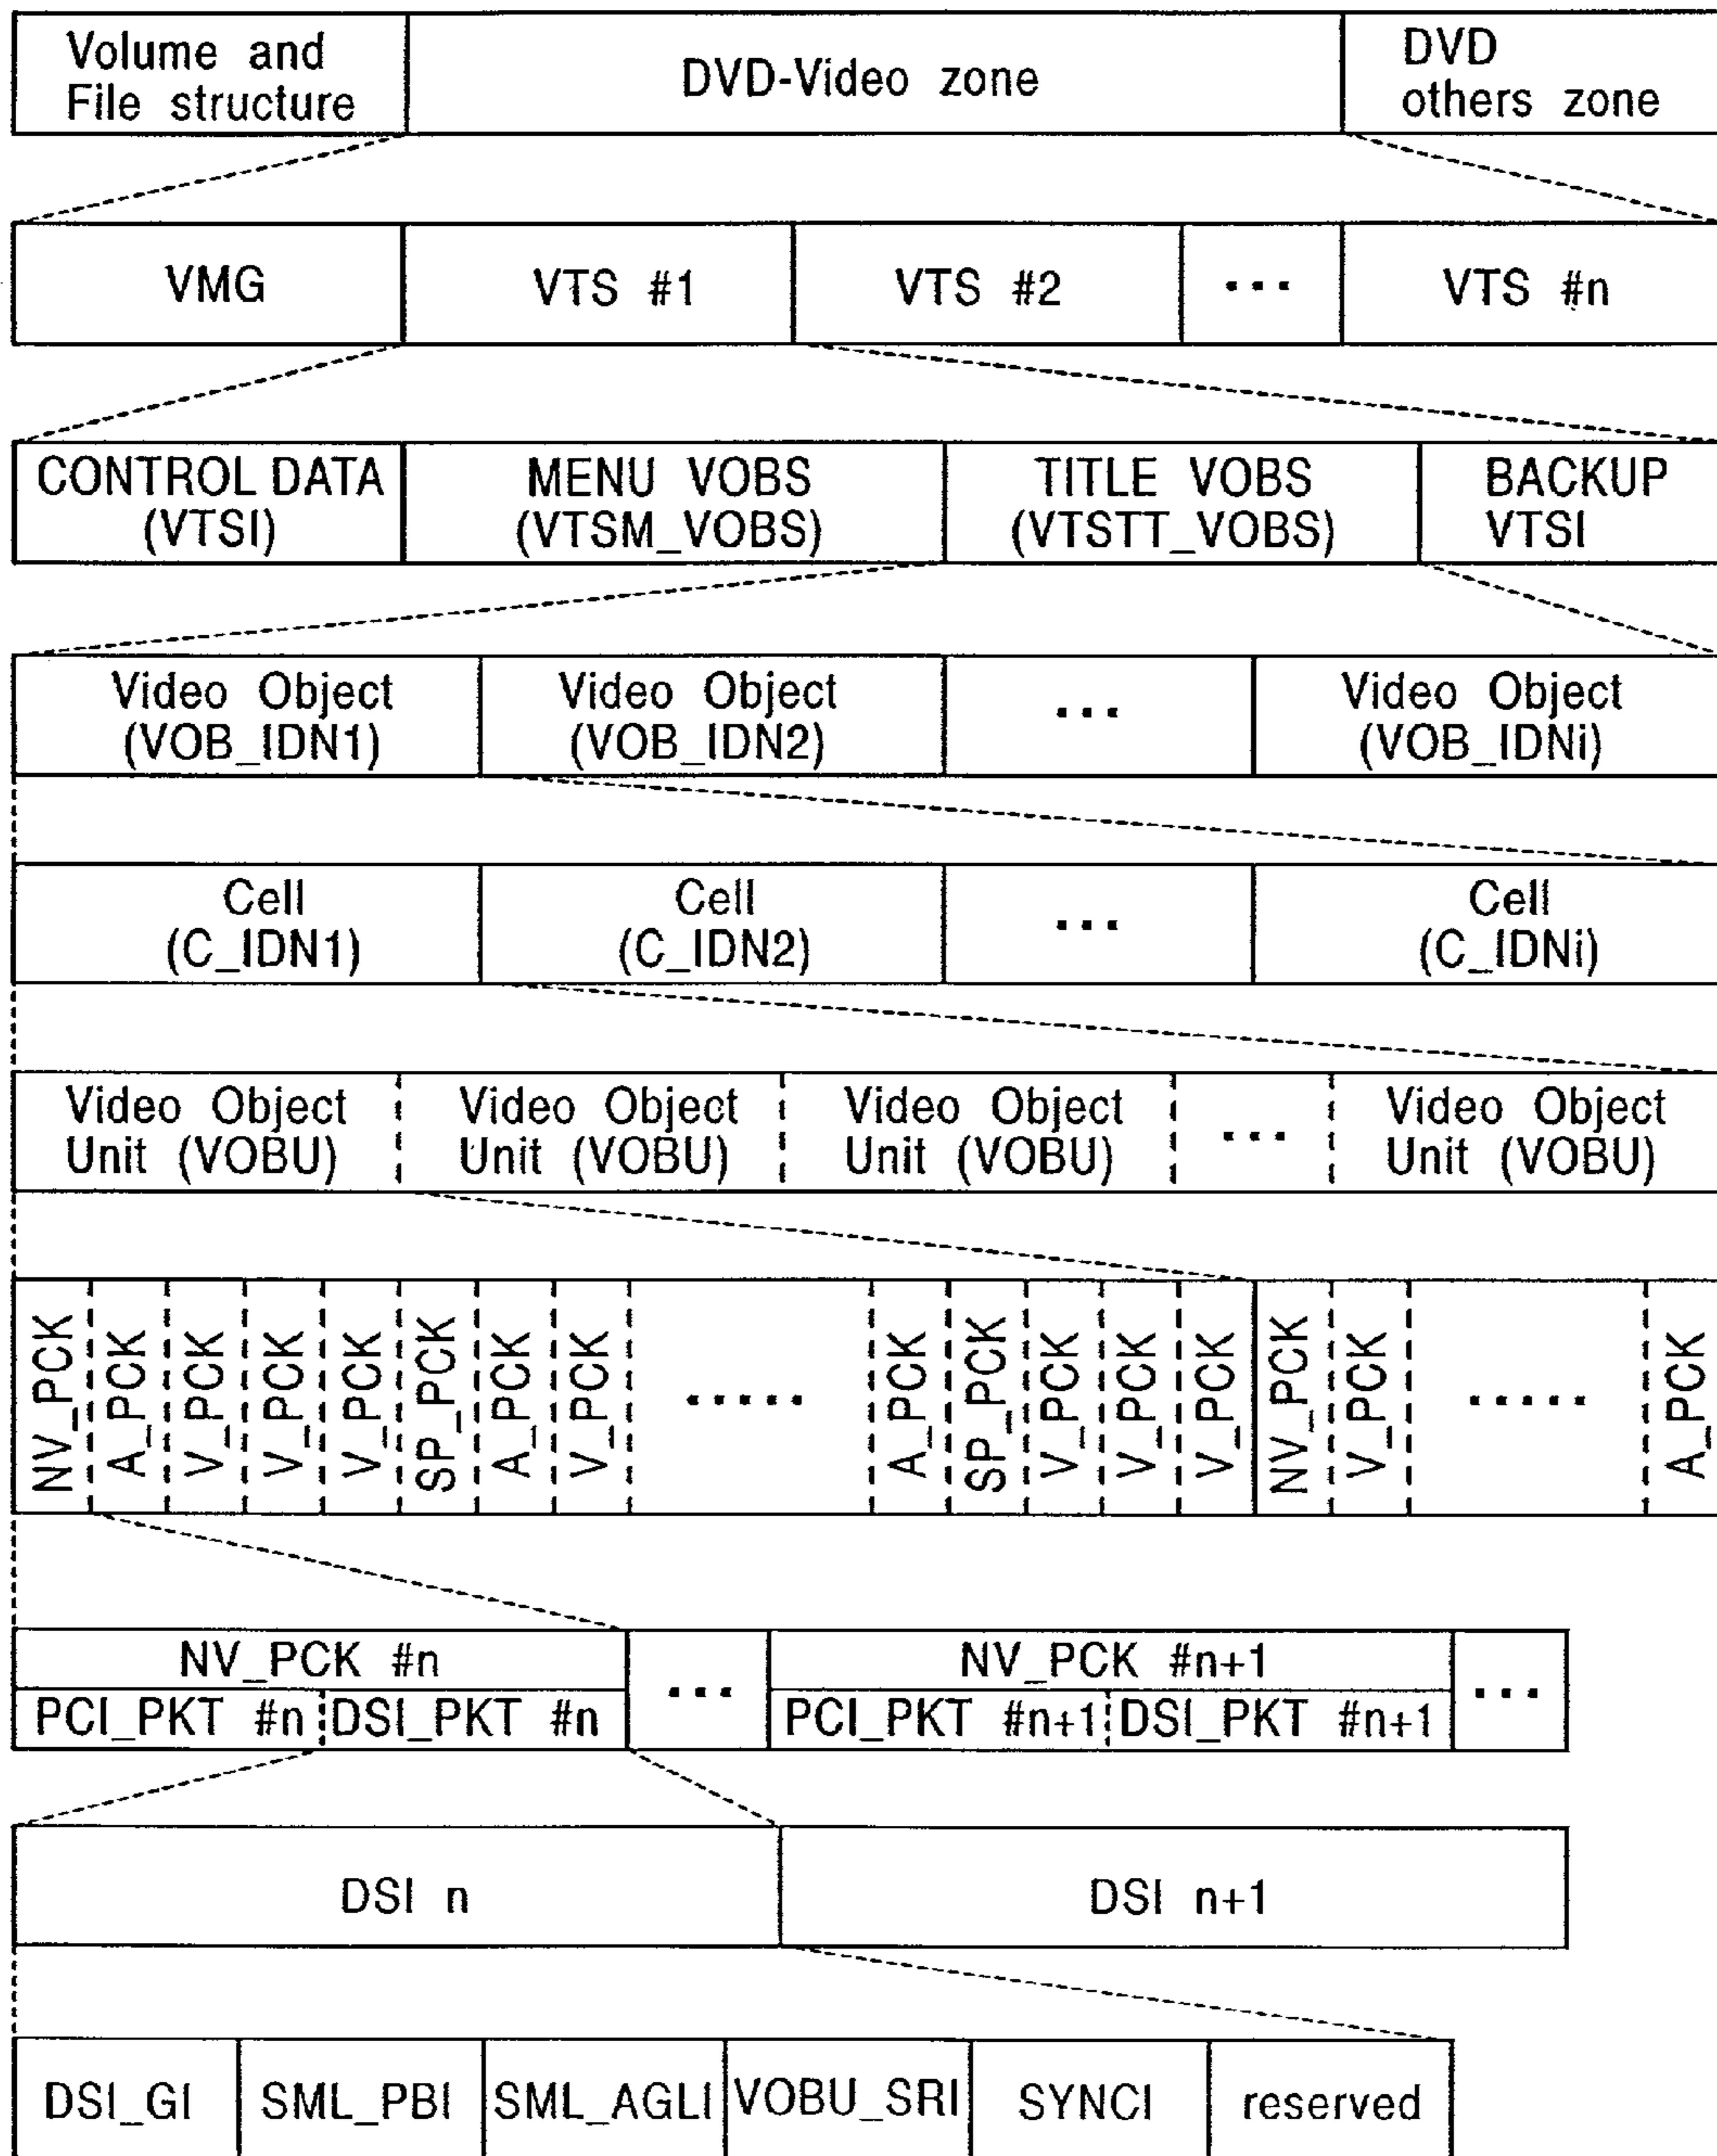 Volume and
File structure
DVD-Video zone
DVD
others zone
VMG
VTS #1
VTS #2
...
VTS #n
CONTROL DATA
(VTSI)
MENU VOBS
(VTSM_VOBS)
TITLE VOBS
(VTSTT_VOBS)
BACKUP
VTSI
Video Object
(VOB_IDN1)
Video Object
(VOB_IDN2)
...
Video Object
(VOB_IDNi)
Cell
(C_IDN1)
Cell
(C_IDN2)
...
Cell
(C_IDNi)
Video Object
Unit (VOBU)
Video Object
Unit (VOBU)
Video Object
Unit (VOBU)
...
Video Object
Unit (VOBU)
NV_PCK
A_PCK
V_PCK
V_PCK
V_PCK
SP_PCK
A_PCK
V_PCK
.....
A_PCK
SP_PCK
V_PCK
V_PCK
V_PCK
NV_PCK
V_PCK
.....
A_PCK
NV_PCK #n
PCI_PKT #n
DSI_PKT #n
...
NV_PCK #n+1
PCI_PKT #n+1
DSI_PKT #n+1
...
DSI n
DSI n+1
DSI_GI
SML_PBI
SML_AGLI
VOBU_SRI
SYNCI
reserved